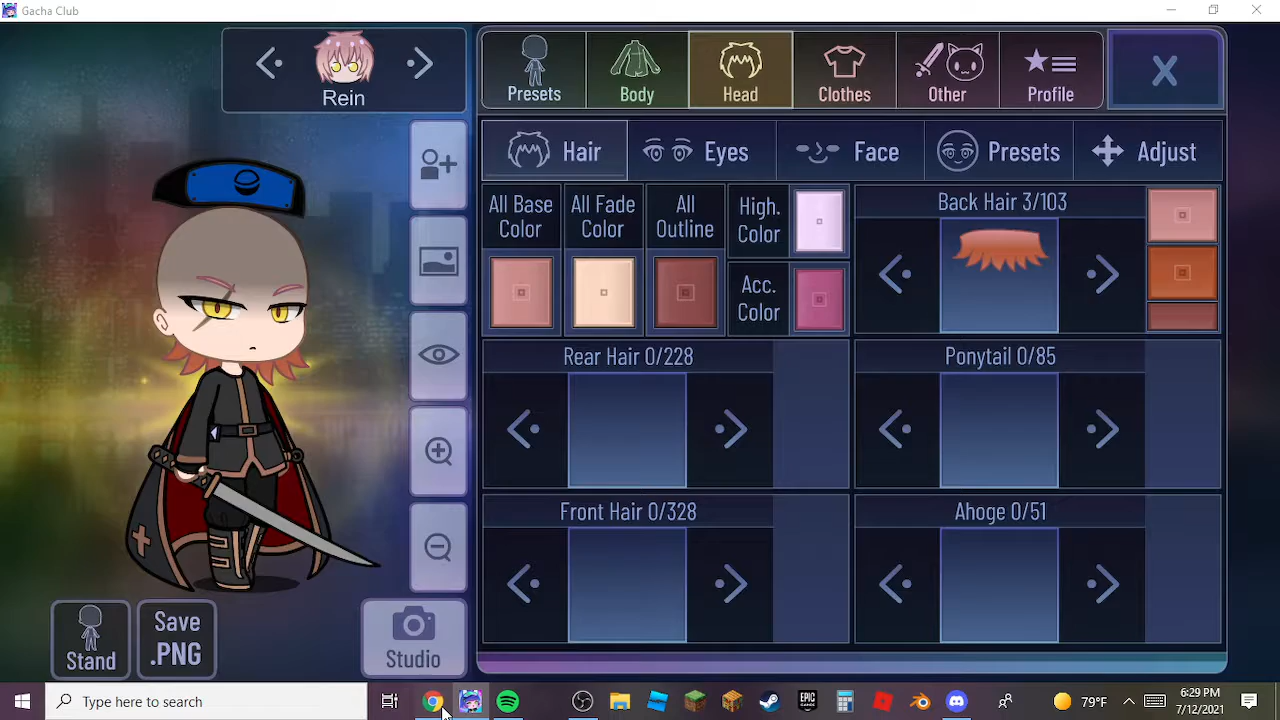 Gacha Club
Rein
Presets
Body
Head
Clothes
Other
Profile
X
Hair
Eyes
Face
Presets
Adjust
All Base
Color
All Fade
Color
All
Outline
High.
Color
Acc.
Color
Back Hair 3/103
Rear Hair 0/228
Ponytail 0/85
Front Hair 0/328
Ahoge 0/51
Stand
Save
.PNG
Studio
Type here to search
EPIC
GAMES
79°F
6:29 PM
7/12/2021